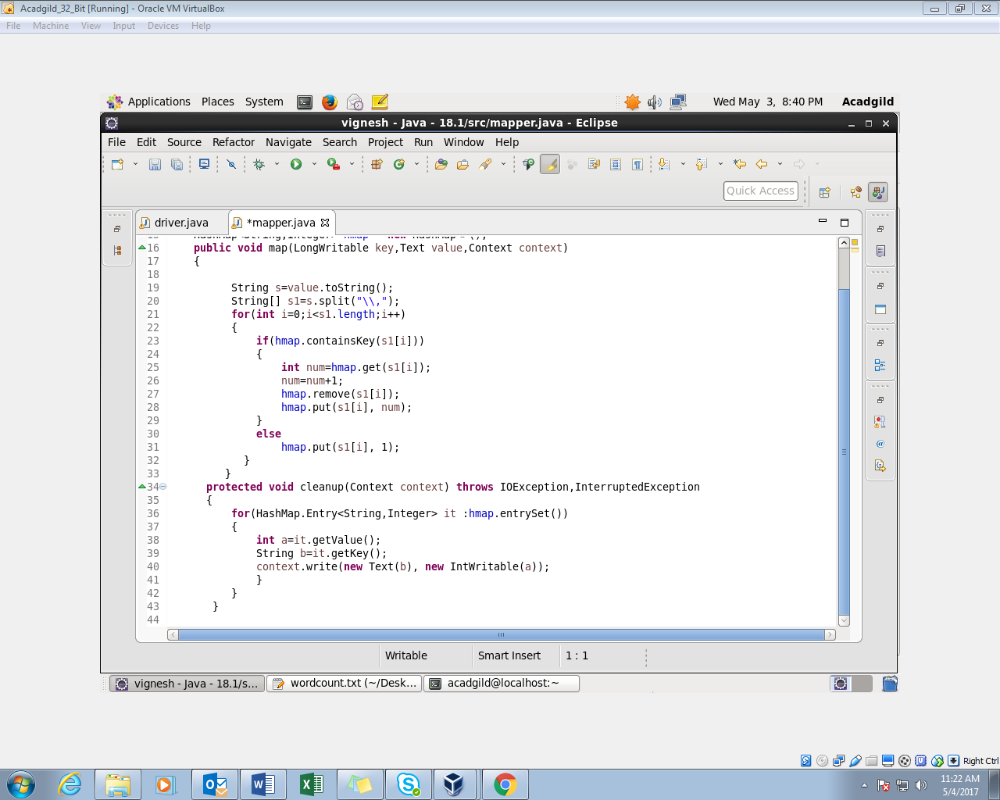 Acadgild_32_Bit [Running] - Oracle VM VirtualBox
File Machine View Input Devices Help
Applications Places System Wed May 3, 8:40 PM Acadgild
vignesh - Java - 18.1/src/mapper.java - Eclipse
File Edit Source Refactor Navigate Search Project Run Window Help
Quick Access
driver.java *mapper.java
16 public void map(LongWritable key,Text value,Context context)
17 {
18
19 String s=value.toString();
20 String[] s1=s.split("\\,");
21 for(int i=0;i<s1.length;i++)
22 {
23 if(hmap.containsKey(s1[i]))
24 {
25 int num=hmap.get(s1[i]);
26 num=num+1;
27 hmap.remove(s1[i]);
28 hmap.put(s1[i], num);
29 }
30 else
31 hmap.put(s1[i], 1);
32 }
33 }
34 protected void cleanup(Context context) throws IOException,InterruptedException
35 {
36 for(HashMap.Entry<String,Integer> it :hmap.entrySet())
37 {
38 int a=it.getValue();
39 String b=it.getKey();
40 context.write(new Text(b), new IntWritable(a));
41 }
42 }
43 }
44
Writable Smart Insert 1 : 1
vignesh - Java - 18.1/s... wordcount.txt (~/Desk... acadgild@localhost:~
Right Ctrl
11:22 AM
5/4/2017